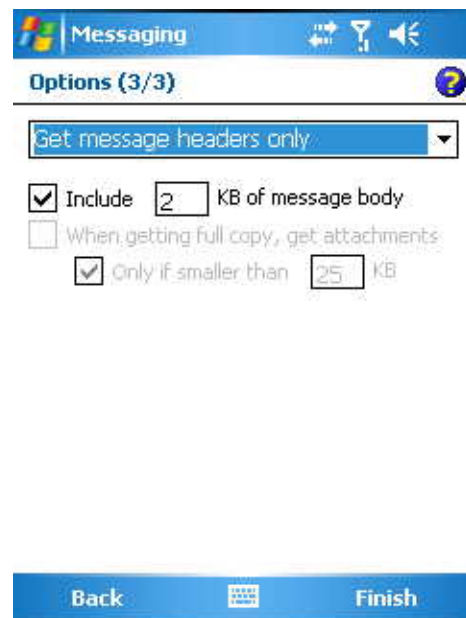 Messaging
Options (3/3)
Get message headers only
Include 2 KB of message body
When getting full copy, get attachments
Only if smaller than 25 KB
Back Finish